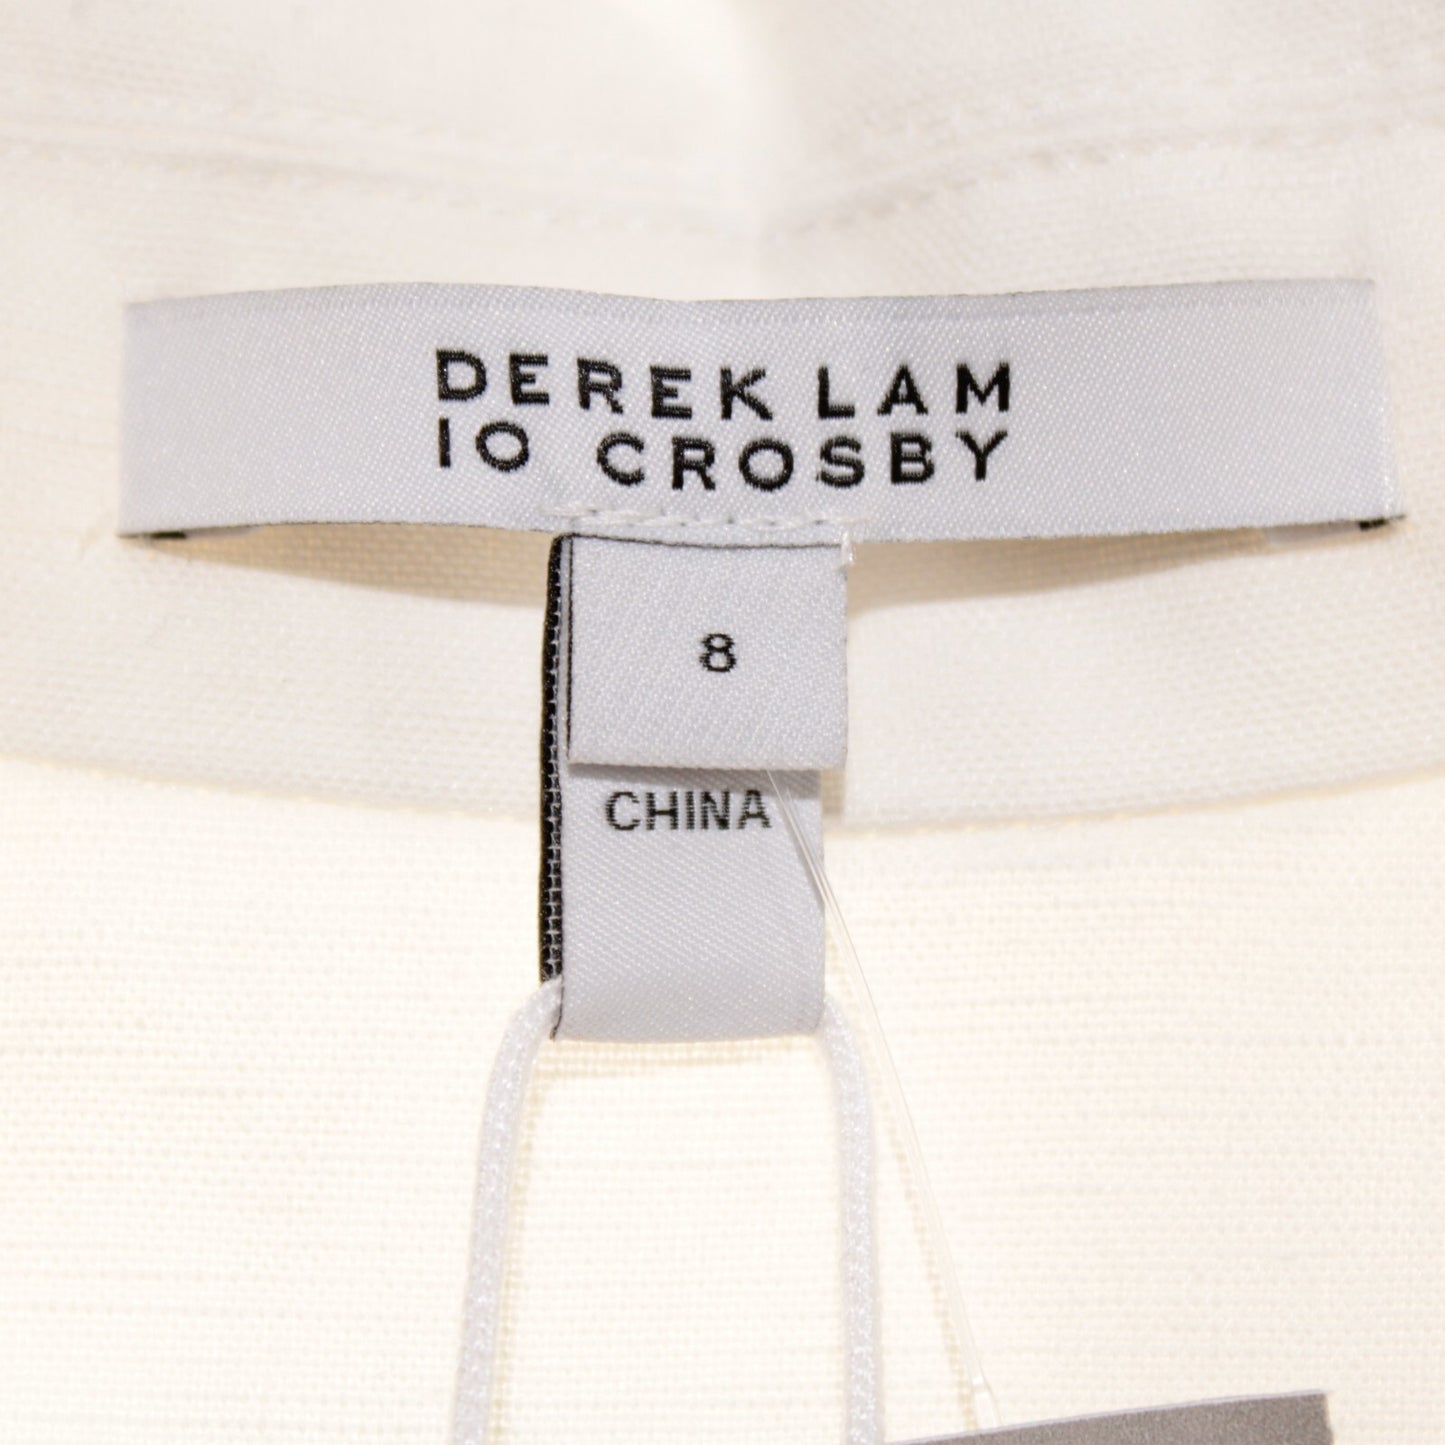 DEREK LAM
10 CROSBY
8
CHINA